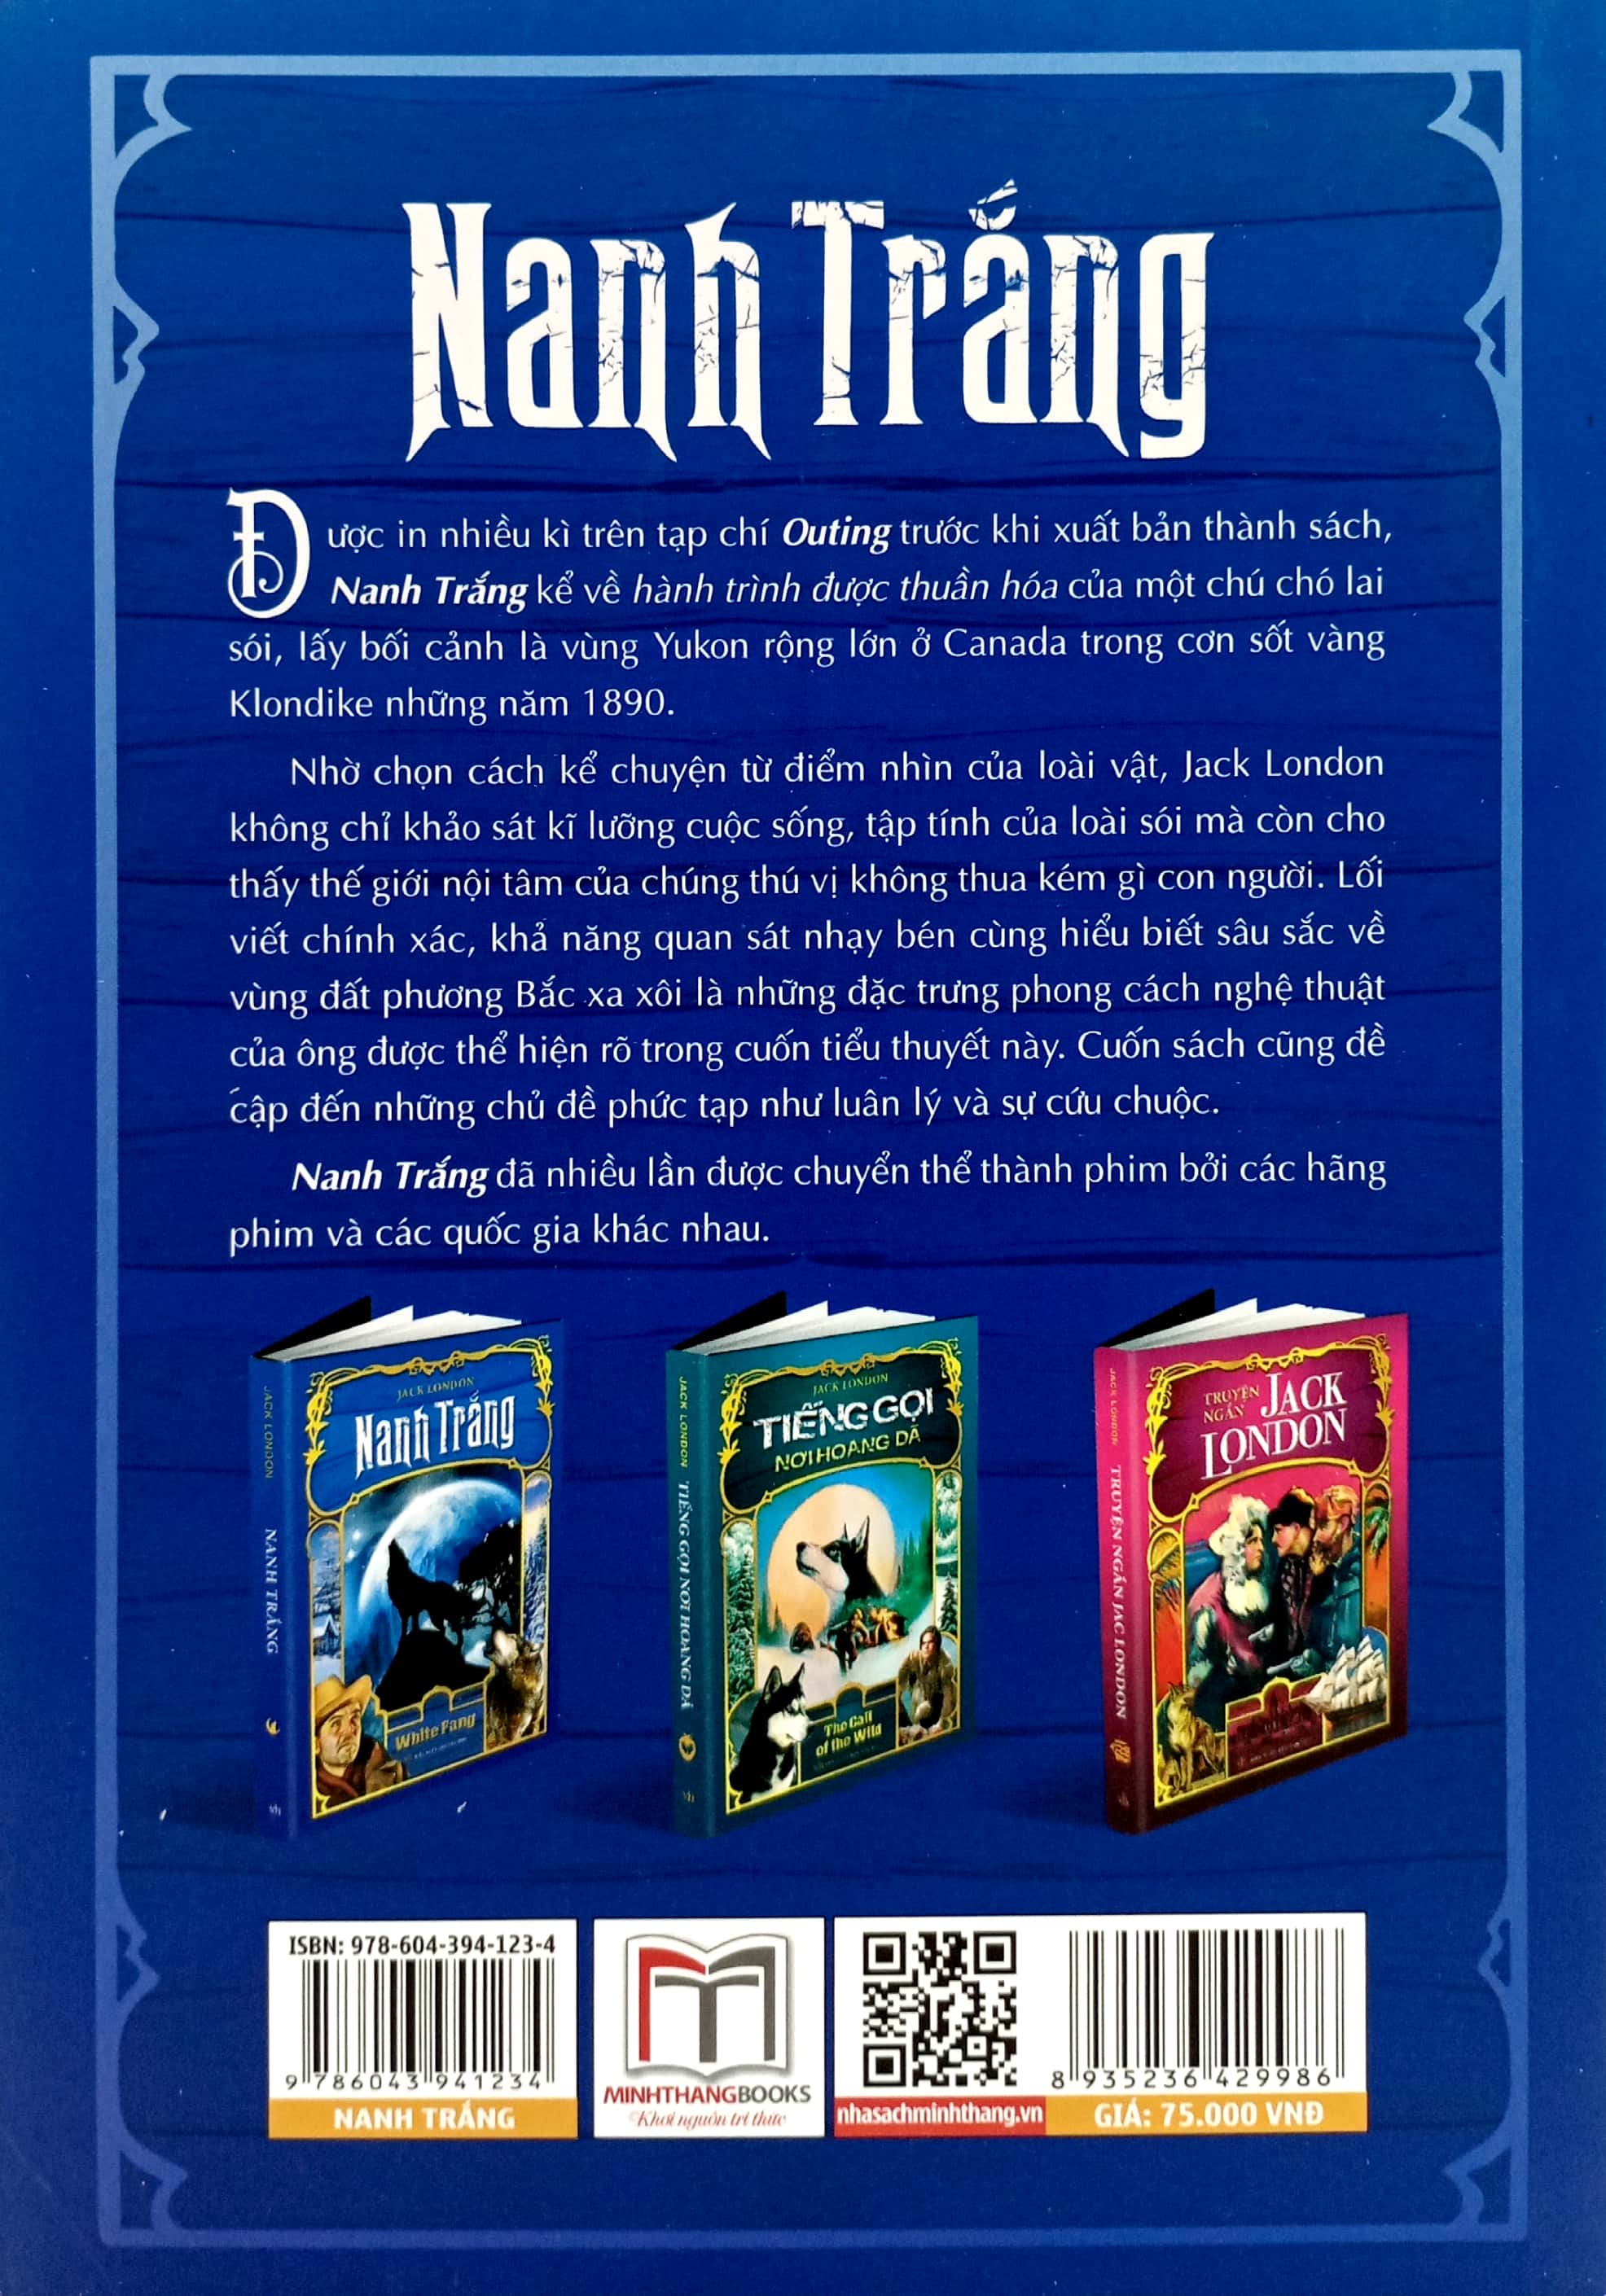 Nanh Trắng
Được in nhiều kì trên tạp chí Outing trước khi xuất bản thành sách,
Nanh Trắng kể về hành trình được thuần hóa của một chú chó lai
sói, lấy bối cảnh là vùng Yukon rộng lớn ở Canada trong cơn sốt vàng
Klondike những năm 1890.
Nhờ chọn cách kể chuyện từ điểm nhìn của loài vật, Jack London
không chỉ khảo sát kĩ lưỡng cuộc sống, tập tính của loài sói mà còn cho
thấy thế giới nội tâm của chúng thú vị không thua kém gì con người. Lối
viết chính xác, khả năng quan sát nhạy bén cùng hiểu biết sâu sắc về
vùng đất phương Bắc xa xôi là những đặc trưng phong cách nghệ thuật
của ông được thể hiện rõ trong cuốn tiểu thuyết này. Cuốn sách cũng đề
cập đến những chủ đề phức tạp như luân lý và sự cứu chuộc.
Nanh Trắng đã nhiều lần được chuyển thể thành phim bởi các hãng
phim và các quốc gia khác nhau.
JACK LONDON
NANH TRẮNG
JACK LONDON
Nanh Trắng
White Fang
JACK LONDON
TIẾNG GỌI NƠI HOANG DÃ
JACK LONDON
TIẾNG GỌI
NƠI HOANG DÃ
The Call
of the Wild
JACK LONDON
TRUYỆN NGẮN JAC LONDON
TRUYỆN
NGẮN
JACK
LONDON
ISBN: 978-604-394-123-4
9 786043 941234
NANH TRẮNG
MINHTHANGBOOKS
Khơi nguồn tri thức
nhasachminhthang.vn
8 935236 429986
GIÁ: 75.000 VNĐ